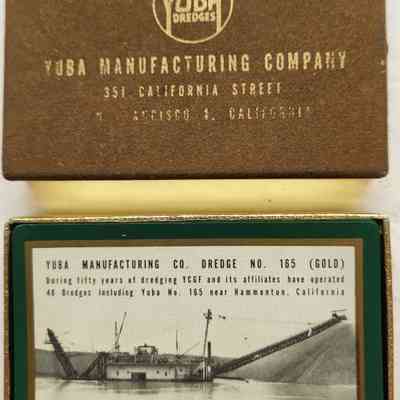 YUBA
DREDGES
YUBA MANUFACTURING COMPANY
351 CALIFORNIA STREET
4, CALIFORNIA
YUBA MANUFACTURING CO. DREDGE NO. 165 (GOLD)
During fifty years of dredging YCGF and its affiliates have operated
48 Dredges including Yuba No. 165 near Hammonton, California